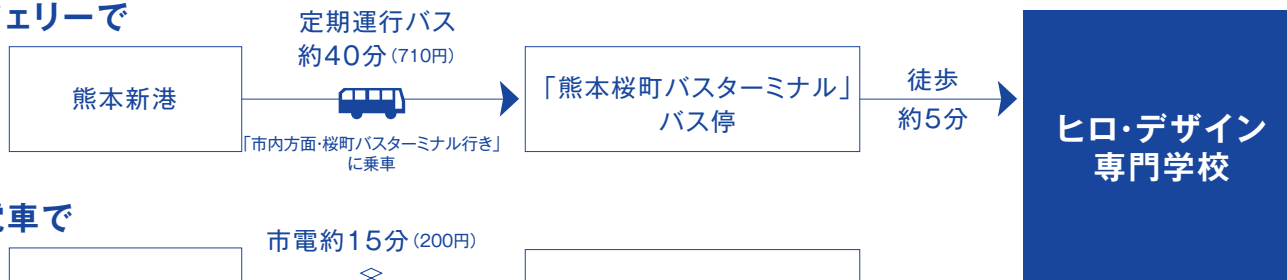 ェリーで
定期運行バス
約40分(710円)
熊本新港
「市内方面・桜町バスターミナル行き」
に乗車
「熊本桜町バスターミナル」
バス停
徒歩
約5分
ヒロ・デザイン
専門学校
車で
市電約15分(200円)